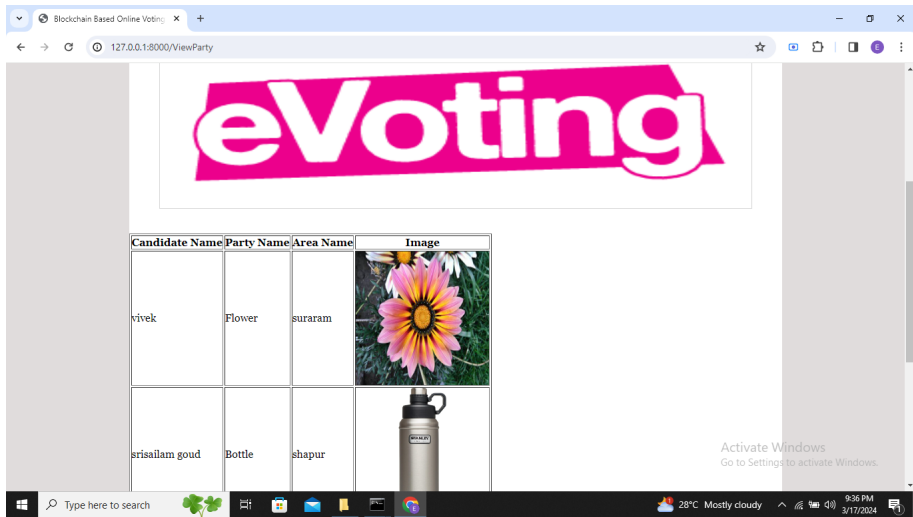 Blockchain Based Online Voting
127.0.0.1:8000/ViewParty
E
eVoting
Candidate Name Party Name Area Name Image
vivek Flower suraram
srisailam goud Bottle shapur
STANLEY
Activate Windows
Go to Settings to activate Windows.
Type here to search
28°C Mostly cloudy
9:36 PM
3/17/2024
1